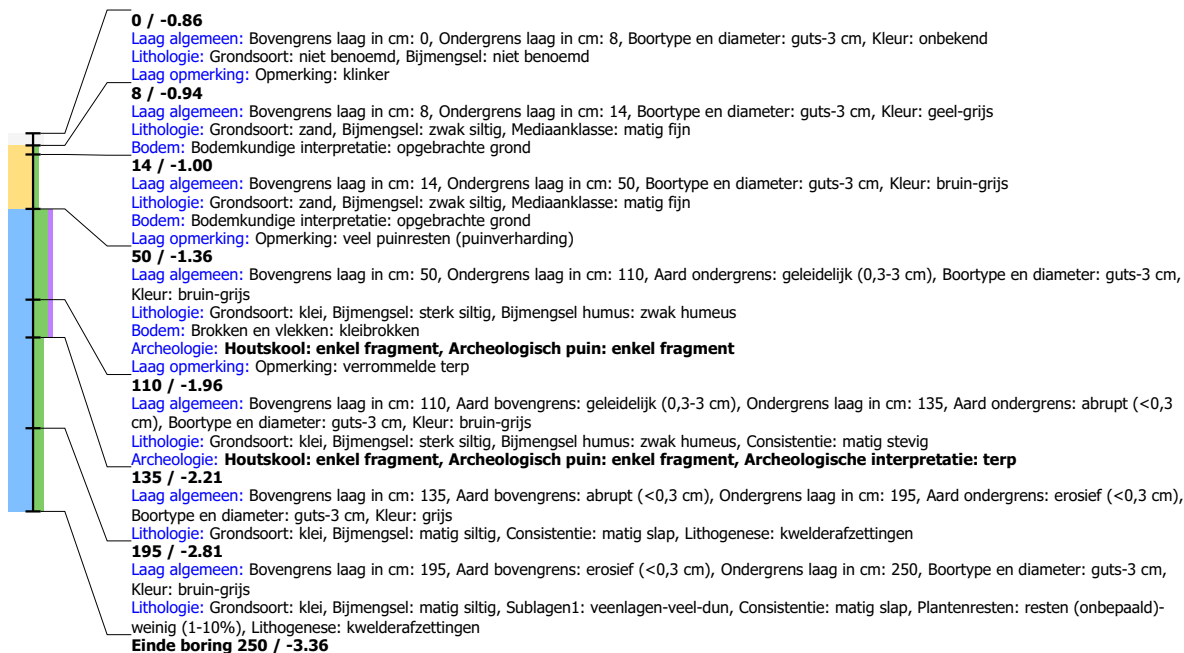 0 / -0.86
Laag algemeen: Bovengrens laag in cm: 0, Ondergrens laag in cm: 8, Boortype en diameter: guts-3 cm, Kleur: onbekend
Lithologie: Grondsoort: niet benoemd, Bijmengsel: niet benoemd
Laag opmerking: Opmerking: klinker
8 / -0.94
Laag algemeen: Bovengrens laag in cm: 8, Ondergrens laag in cm: 14, Boortype en diameter: guts-3 cm, Kleur: geel-grijs
Lithologie: Grondsoort: zand, Bijmengsel: zwak siltig, Mediaanklasse: matig fijn
Bodem: Bodemkundige interpretatie: opgebrachte grond
14 / -1.00
Laag algemeen: Bovengrens laag in cm: 14, Ondergrens laag in cm: 50, Boortype en diameter: guts-3 cm, Kleur: bruin-grijs
Lithologie: Grondsoort: zand, Bijmengsel: zwak siltig, Mediaanklasse: matig fijn
Bodem: Bodemkundige interpretatie: opgebrachte grond
Laag opmerking: Opmerking: veel puinresten (puinverharding)
50 / -1.36
Laag algemeen: Bovengrens laag in cm: 50, Ondergrens laag in cm: 110, Aard ondergrens: geleidelijk (0,3-3 cm), Boortype en diameter: guts-3 cm,
Kleur: bruin-grijs
Lithologie: Grondsoort: klei, Bijmengsel: sterk siltig, Bijmengsel humus: zwak humeus
Bodem: Brokken en vlekken: kleibrokken
Archeologie: Houtskool: enkel fragment, Archeologisch puin: enkel fragment
Laag opmerking: Opmerking: verrommelde terp
110 / -1.96
Laag algemeen: Bovengrens laag in cm: 110, Aard bovengrens: geleidelijk (0,3-3 cm), Ondergrens laag in cm: 135, Aard ondergrens: abrupt (<0,3
cm), Boortype en diameter: guts-3 cm, Kleur: bruin-grijs
Lithologie: Grondsoort: klei, Bijmengsel: sterk siltig, Bijmengsel humus: zwak humeus, Consistentie: matig stevig
Archeologie: Houtskool: enkel fragment, Archeologisch puin: enkel fragment, Archeologische interpretatie: terp
135 / -2.21
Laag algemeen: Bovengrens laag in cm: 135, Aard bovengrens: abrupt (<0,3 cm), Ondergrens laag in cm: 195, Aard ondergrens: erosief (<0,3 cm),
Boortype en diameter: guts-3 cm, Kleur: grijs
Lithologie: Grondsoort: klei, Bijmengsel: matig siltig, Consistentie: matig slap, Lithogenese: kwelderafzettingen
195 / -2.81
Laag algemeen: Bovengrens laag in cm: 195, Aard bovengrens: erosief (<0,3 cm), Ondergrens laag in cm: 250, Boortype en diameter: guts-3 cm,
Kleur: bruin-grijs
Lithologie: Grondsoort: klei, Bijmengsel: matig siltig, Sublagen1: veenlagen-veel-dun, Consistentie: matig slap, Plantenresten: resten (onbepaald)-
weinig (1-10%), Lithogenese: kwelderafzettingen
Einde boring 250 / -3.36